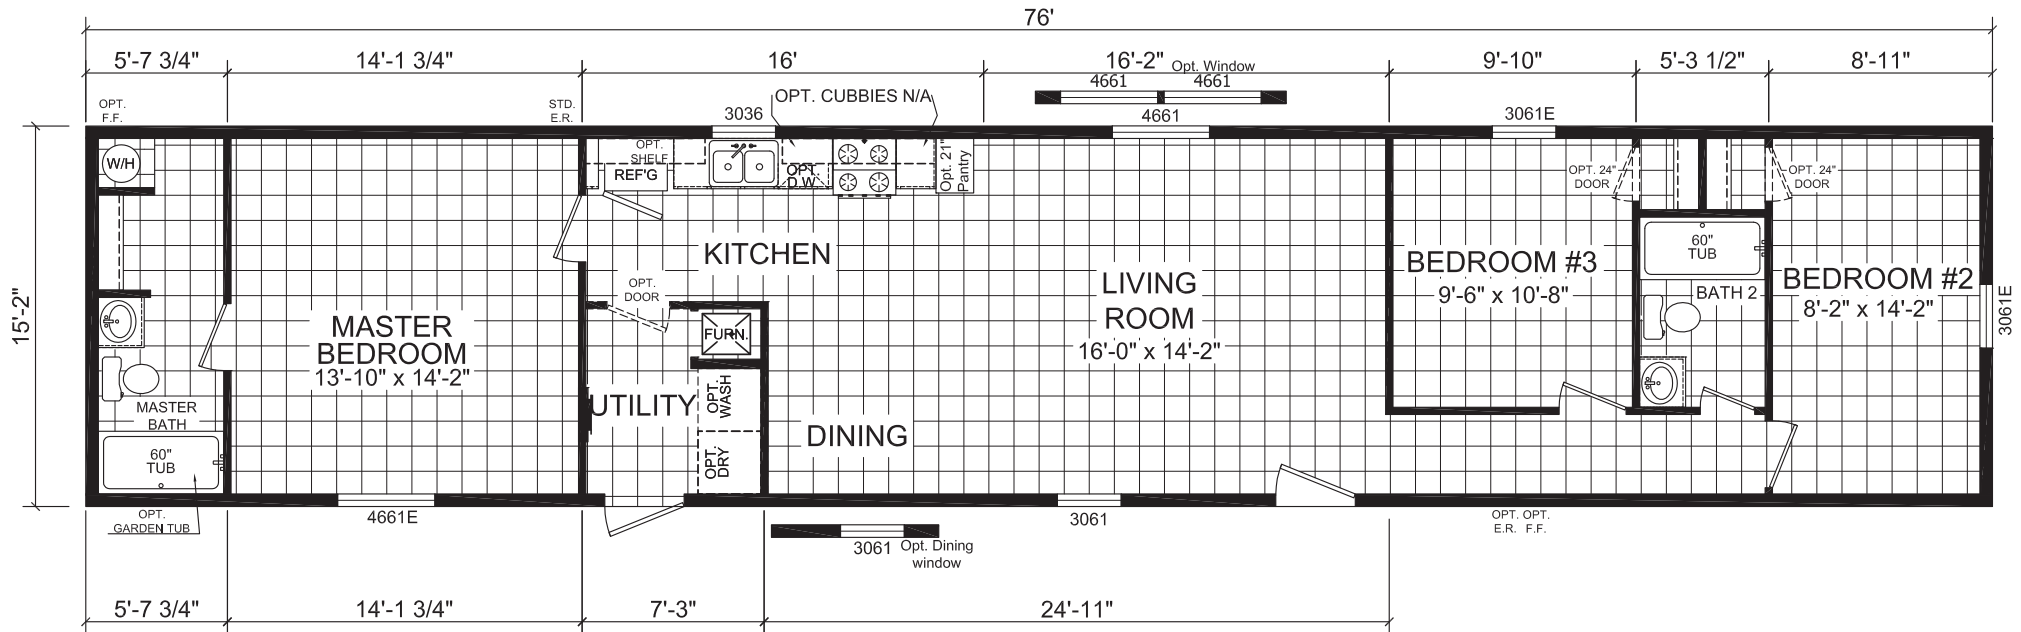 76'
5'-7 3/4"
14'-1 3/4"
16'
16'-2"
9'-10"
5'-3 1/2"
8'-11"
Opt. Window
4661
4661
OPT. CUBBIES N/A
OPT.
F.F.
STD.
E.R.
3036
4661
3061E
W/H
OPT.
SHELF
REF'G
OPT.
D.W.
Opt. 21"
Pantry
OPT. 24"
DOOR
OPT. 24"
DOOR
KITCHEN
60"
TUB
BEDROOM #3
9'-6" x 10'-8"
LIVING
ROOM
16'-0" x 14'-2"
BATH 2
BEDROOM #2
8'-2" x 14'-2"
3061E
15'-2"
OPT.
DOOR
FURN.
MASTER
BEDROOM
13'-10" x 14'-2"
UTILITY
OPT.
WASH
OPT.
DRY
DINING
MASTER
BATH
60"
TUB
OPT.
GARDEN TUB
4661E
3061
3061
Opt. Dining
window
OPT. OPT.
E.R. F.F.
5'-7 3/4"
14'-1 3/4"
7'-3"
24'-11"